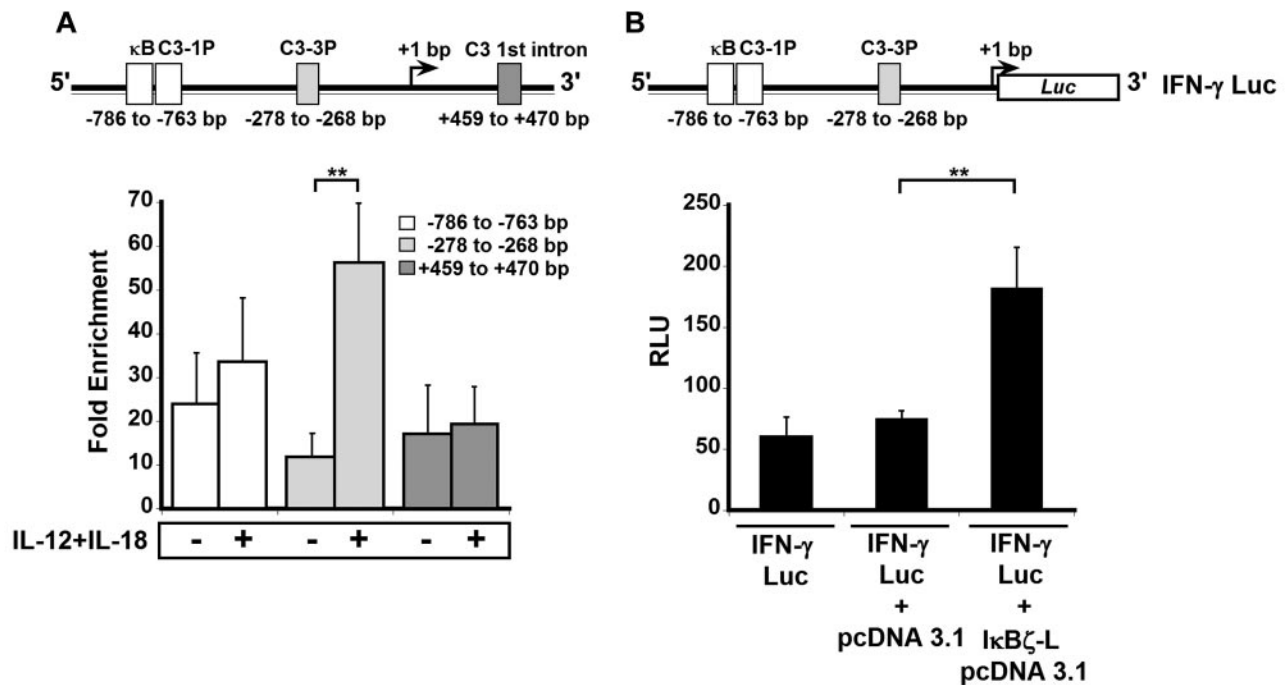 A
κB C3-1P C3-3P +1 bp C3 1st intron
5' 3'
-786 to -763 bp -278 to -268 bp +459 to +470 bp
**
70
60
50
40
30
20
10
0
Fold Enrichment
-786 to -763 bp
-278 to -268 bp
+459 to +470 bp
IL-12+IL-18 - + - + - +
B
κB C3-1P C3-3P +1 bp
5' Luc 3' IFN-γ Luc
-786 to -763 bp -278 to -268 bp
**
250
200
150
100
50
0
RLU
IFN-γ
Luc
IFN-γ
Luc
+
pcDNA 3.1
IFN-γ
Luc
+
IκBζ-L
pcDNA 3.1